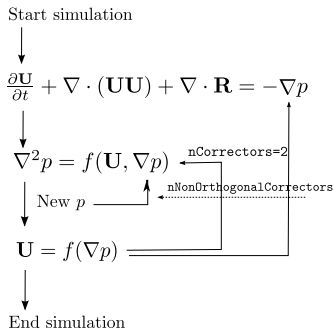 Start simulation
∂U/∂t + ∇ · (UU) + ∇ · R = −∇p
nCorrectors=2
∇²p = f(U, ∇p)
nNonOrthogonalCorrectors
New p
U = f(∇p)
End simulation